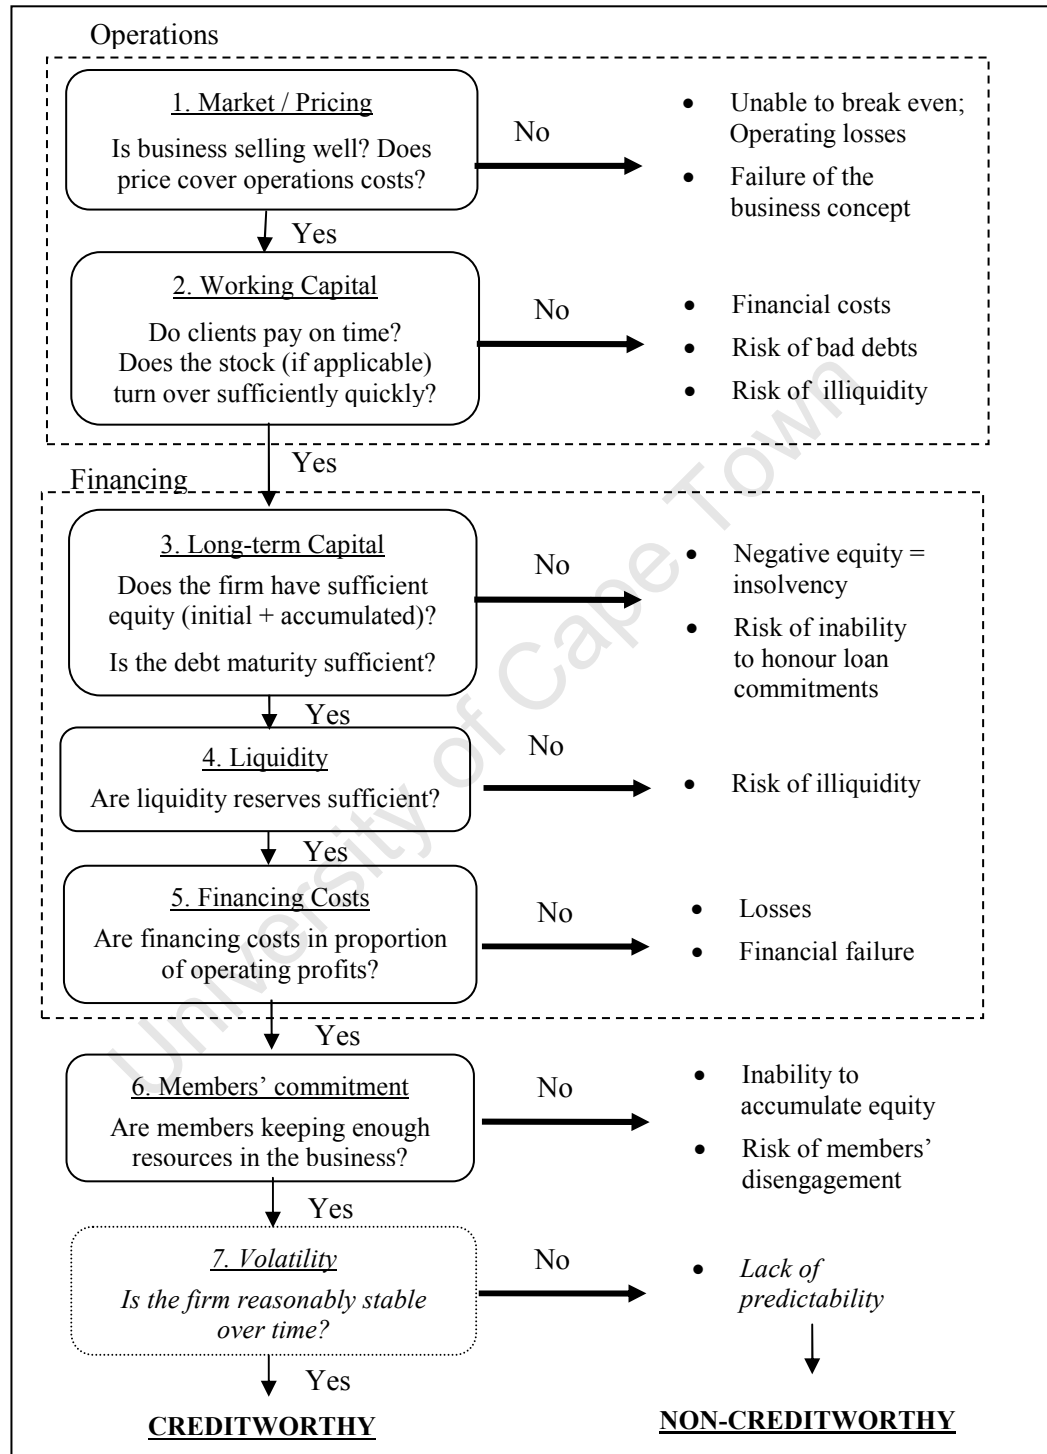 Operations
1. Market / Pricing
Is business selling well? Does
price cover operations costs?
No
• Unable to break even;
Operating losses
• Failure of the
business concept
Yes
2. Working Capital
Do clients pay on time?
Does the stock (if applicable)
turn over sufficiently quickly?
No
• Financial costs
• Risk of bad debts
• Risk of illiquidity
Yes
Financing
3. Long-term Capital
Does the firm have sufficient
equity (initial + accumulated)?
Is the debt maturity sufficient?
No
• Negative equity =
insolvency
• Risk of inability
to honour loan
commitments
Yes
4. Liquidity
Are liquidity reserves sufficient?
No
• Risk of illiquidity
Yes
5. Financing Costs
Are financing costs in proportion
of operating profits?
No
• Losses
• Financial failure
Yes
6. Members’ commitment
Are members keeping enough
resources in the business?
No
• Inability to
accumulate equity
• Risk of members’
disengagement
Yes
7. Volatility
Is the firm reasonably stable
over time?
No
• Lack of
predictability
Yes
CREDITWORTHY
NON-CREDITWORTHY
University of Cape Town